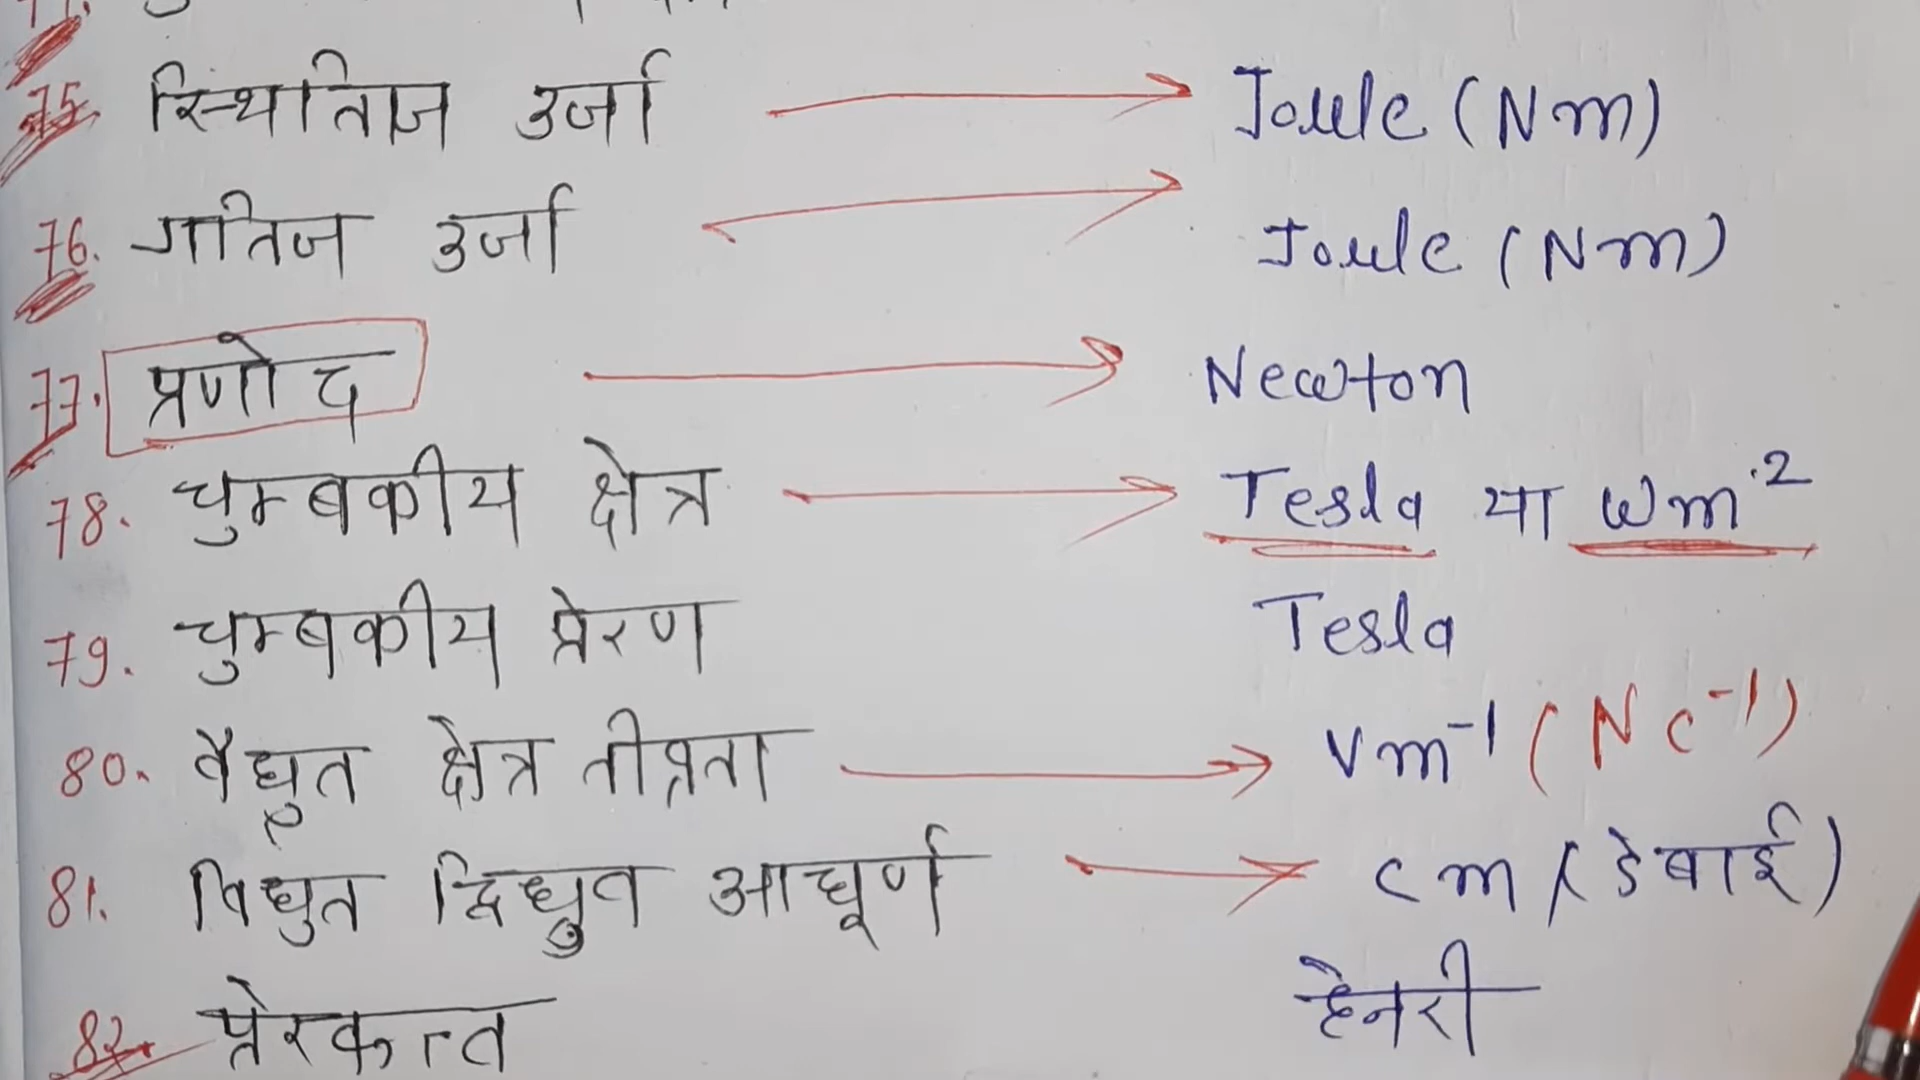 75. स्थितिज उर्जा Joule (Nm)
76. गतिज उर्जा Joule (Nm)
77. प्रणोद Newton
78. चुम्बकीय क्षेत्र Tesla या wm⁻²
79. चुम्बकीय प्रेरण Tesla
80. वैधुत क्षेत्र तीव्रता Vm⁻¹ (Nc⁻¹)
81. विधुत द्विध्रुव आघूर्ण cm (डेबाई)
82. प्रेरकत्व हेनरी